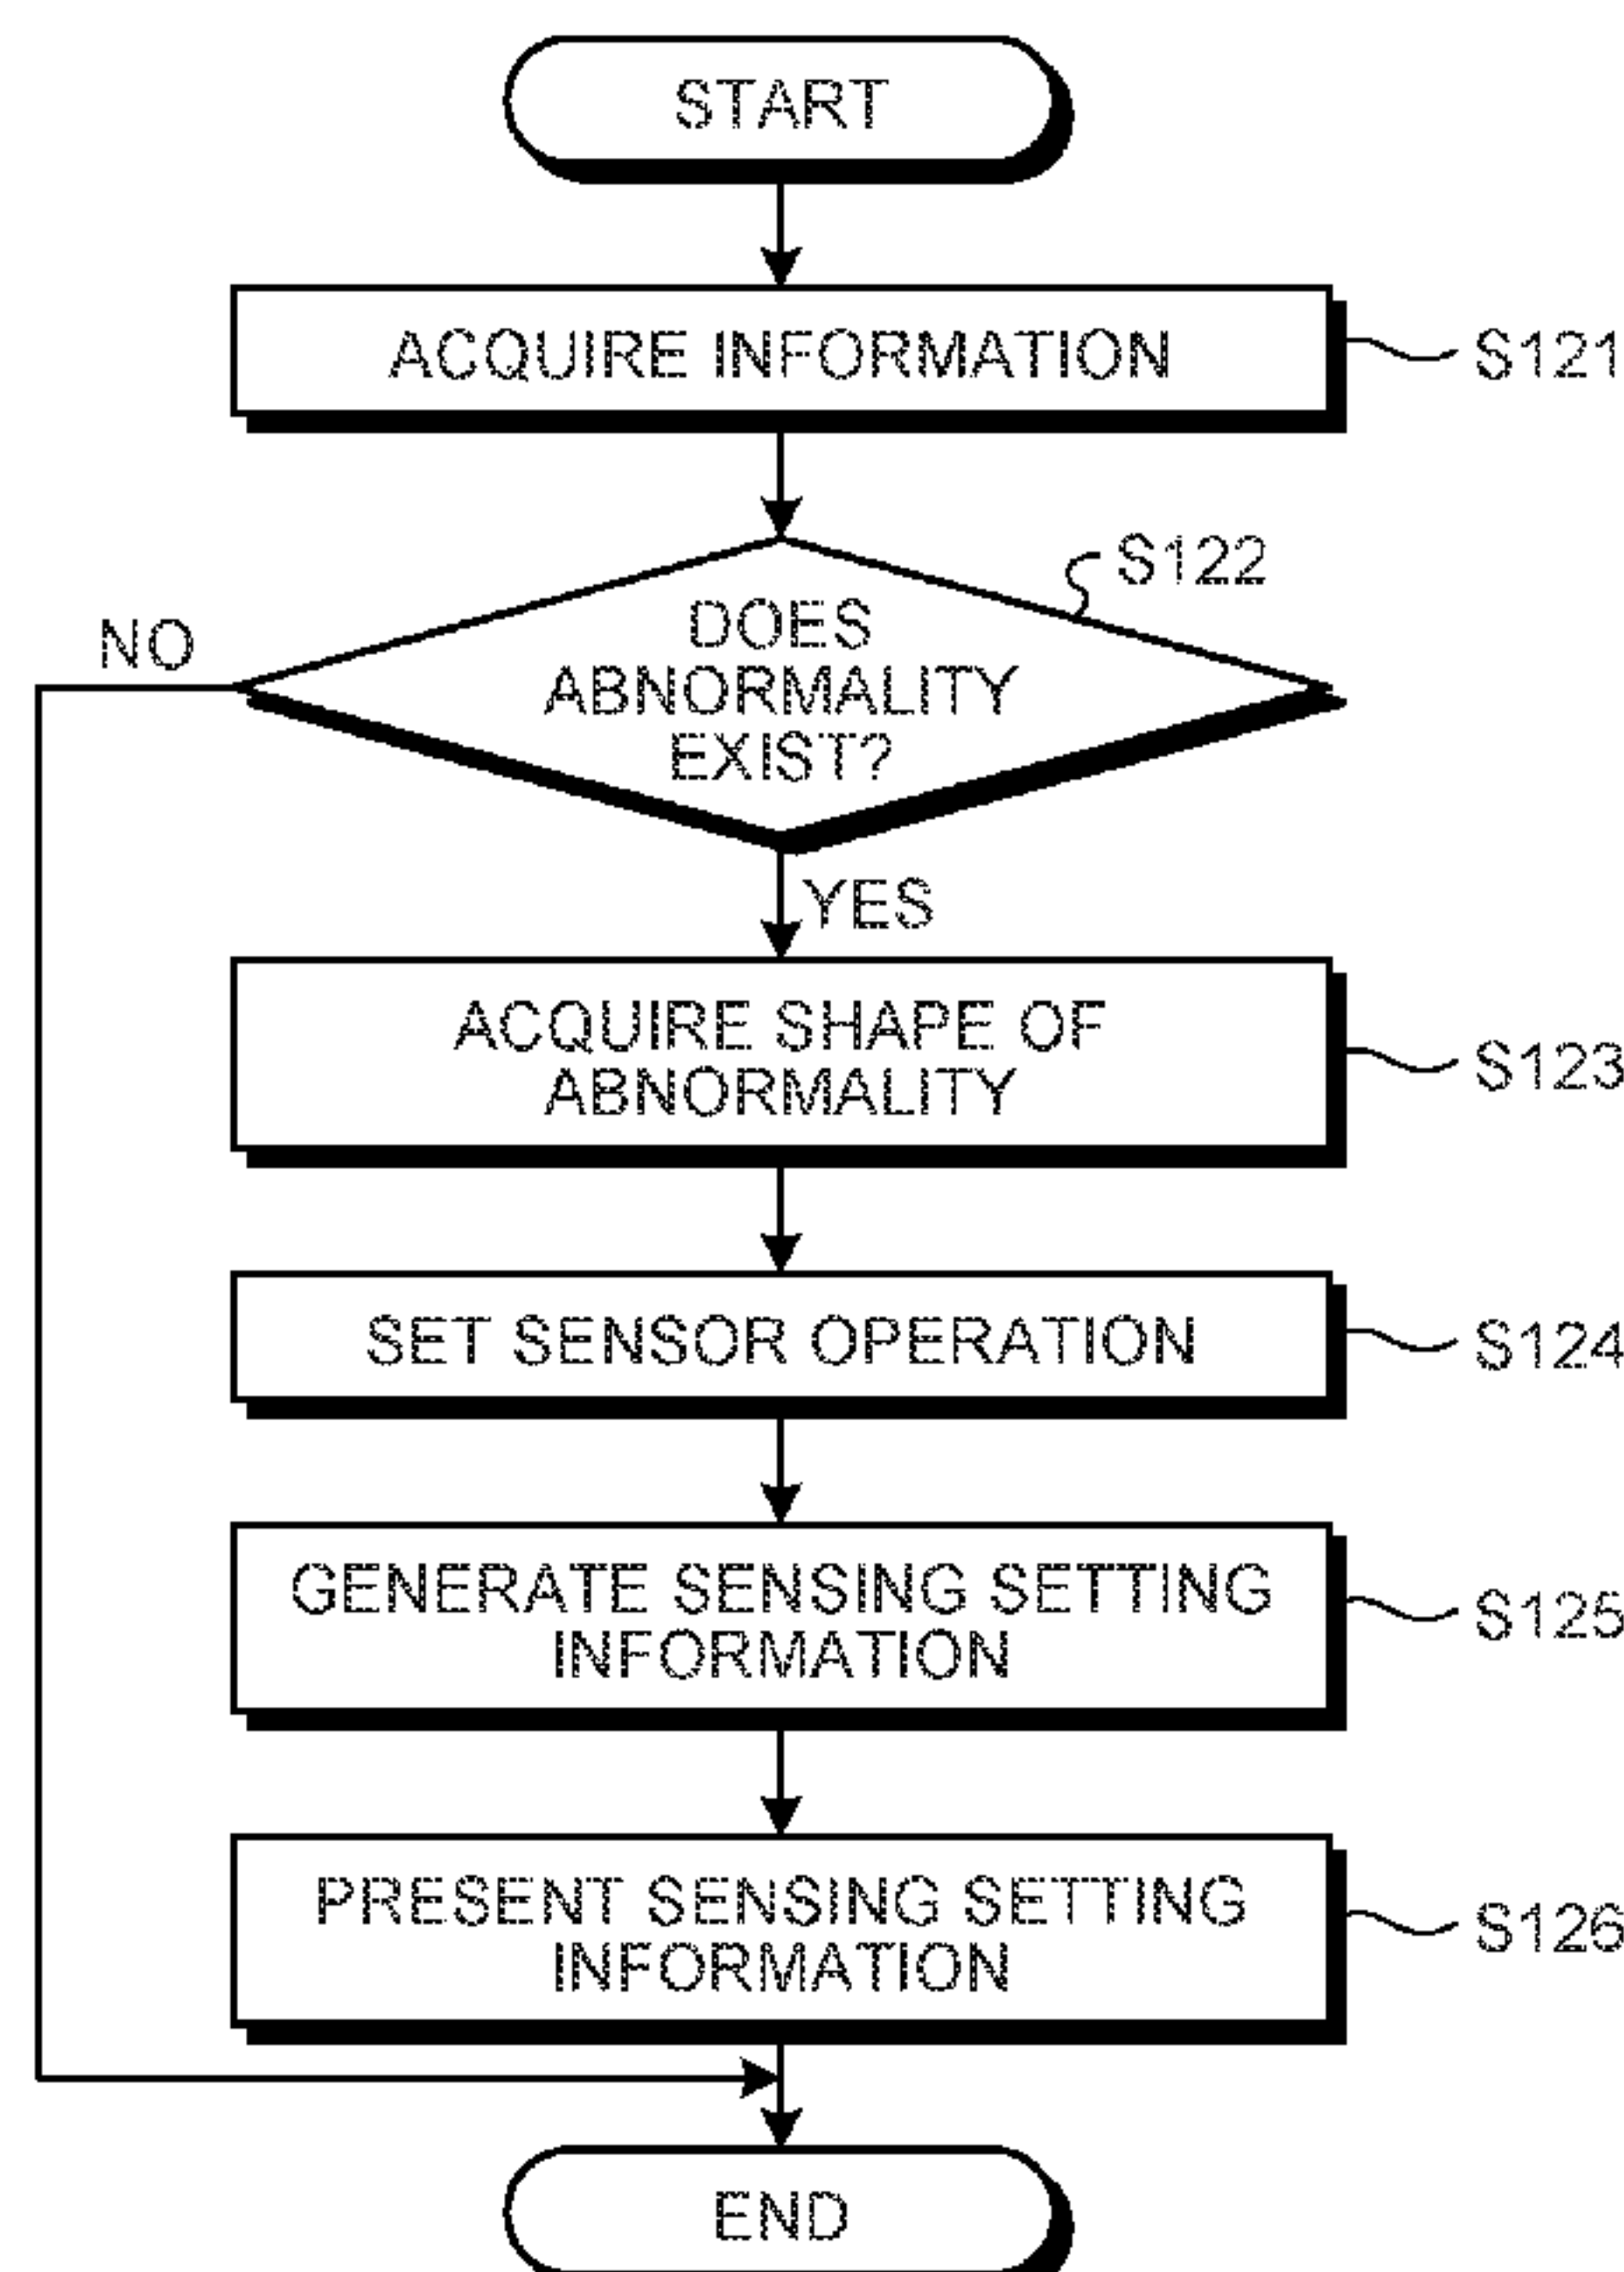 START
ACQUIRE INFORMATION
S121
S122
DOES
ABNORMALITY
EXIST?
NO
YES
ACQUIRE SHAPE OF
ABNORMALITY
S123
SET SENSOR OPERATION
S124
GENERATE SENSING SETTING
INFORMATION
S125
PRESENT SENSING SETTING
INFORMATION
S126
END